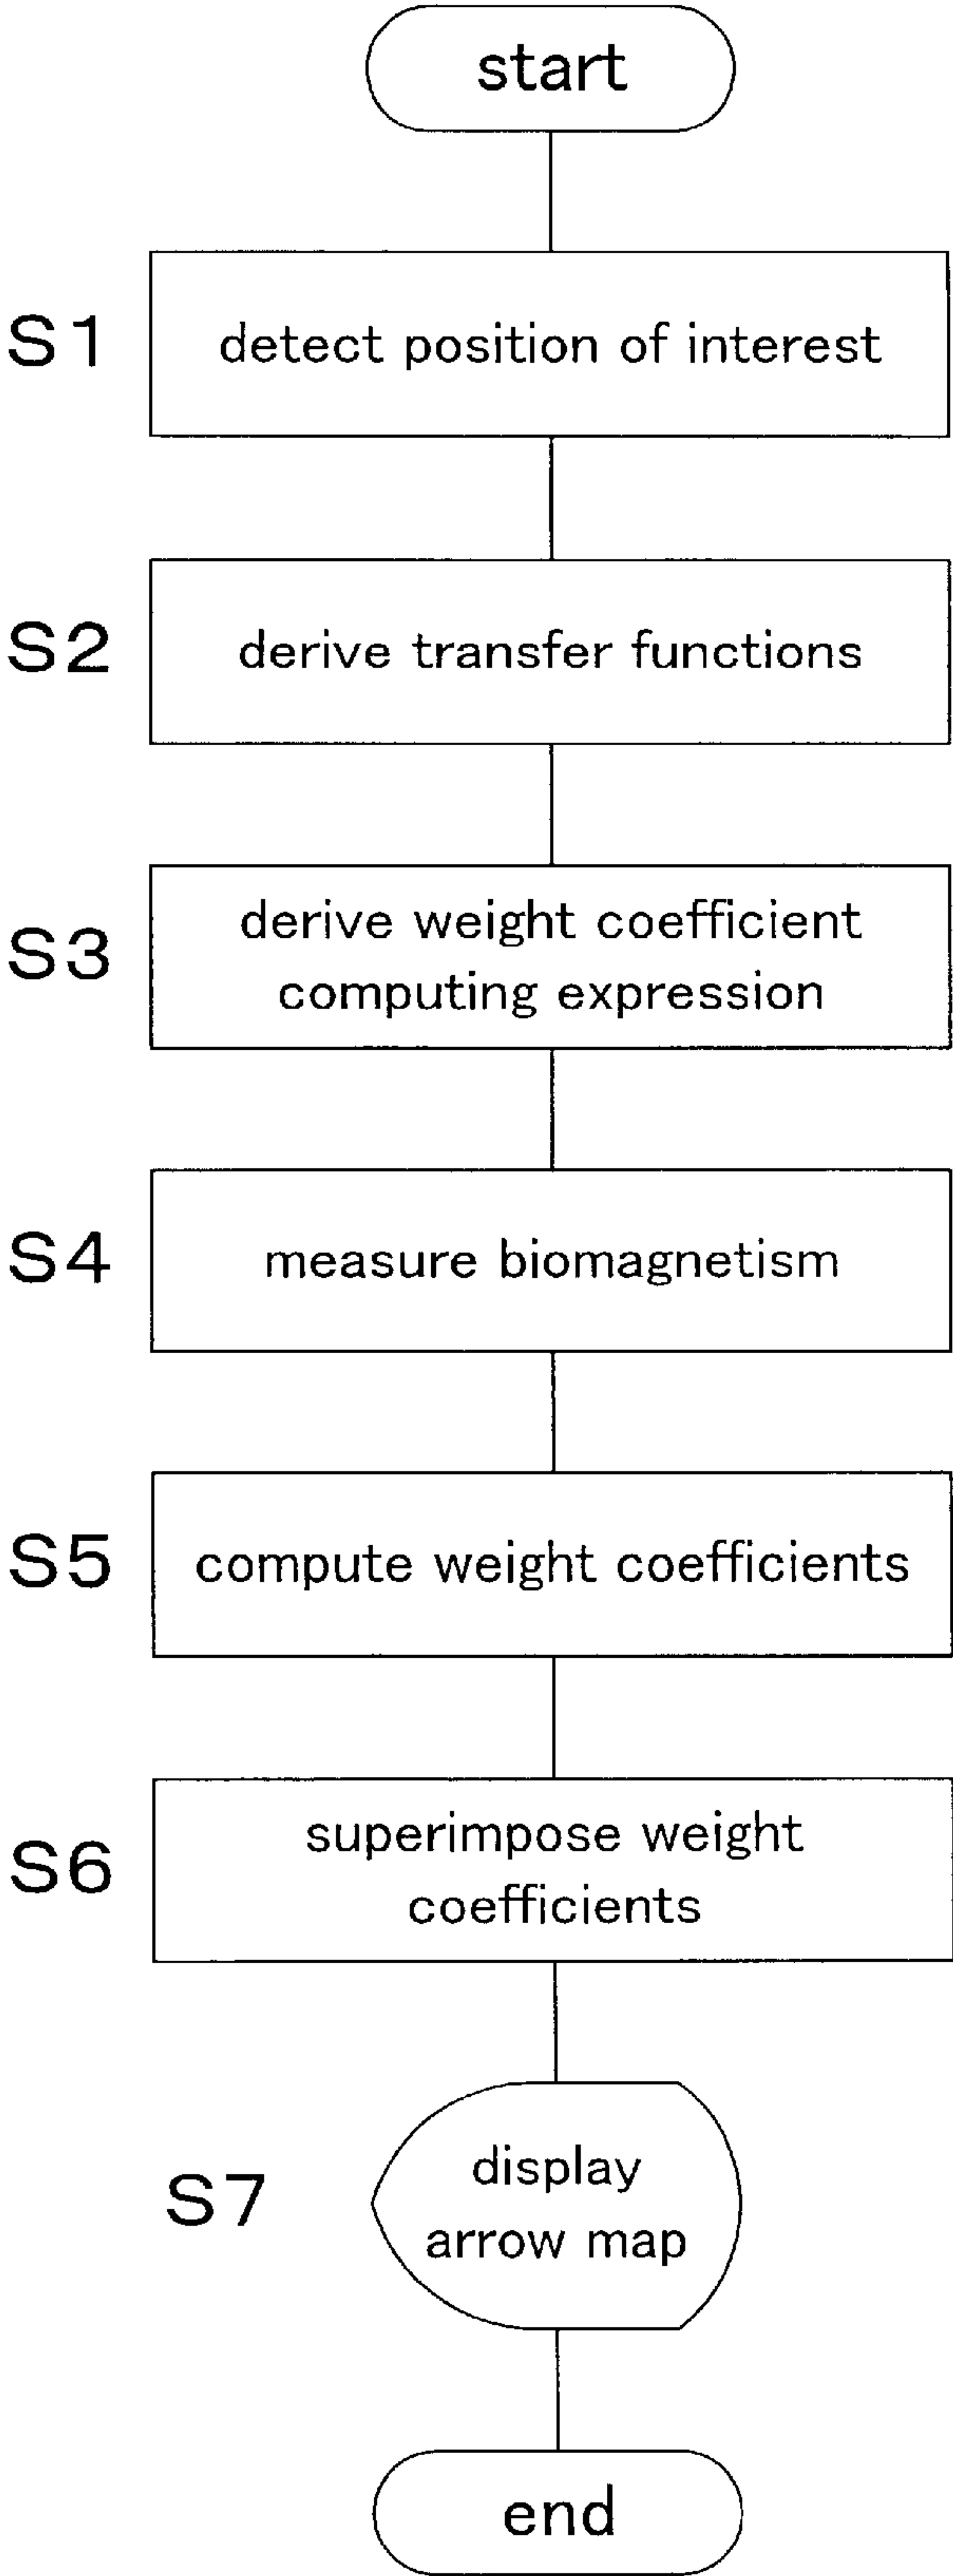 start
S1
detect position of interest
S2
derive transfer functions
S3
derive weight coefficient
computing expression
S4
measure biomagnetism
S5
compute weight coefficients
S6
superimpose weight
coefficients
S7
display
arrow map
end